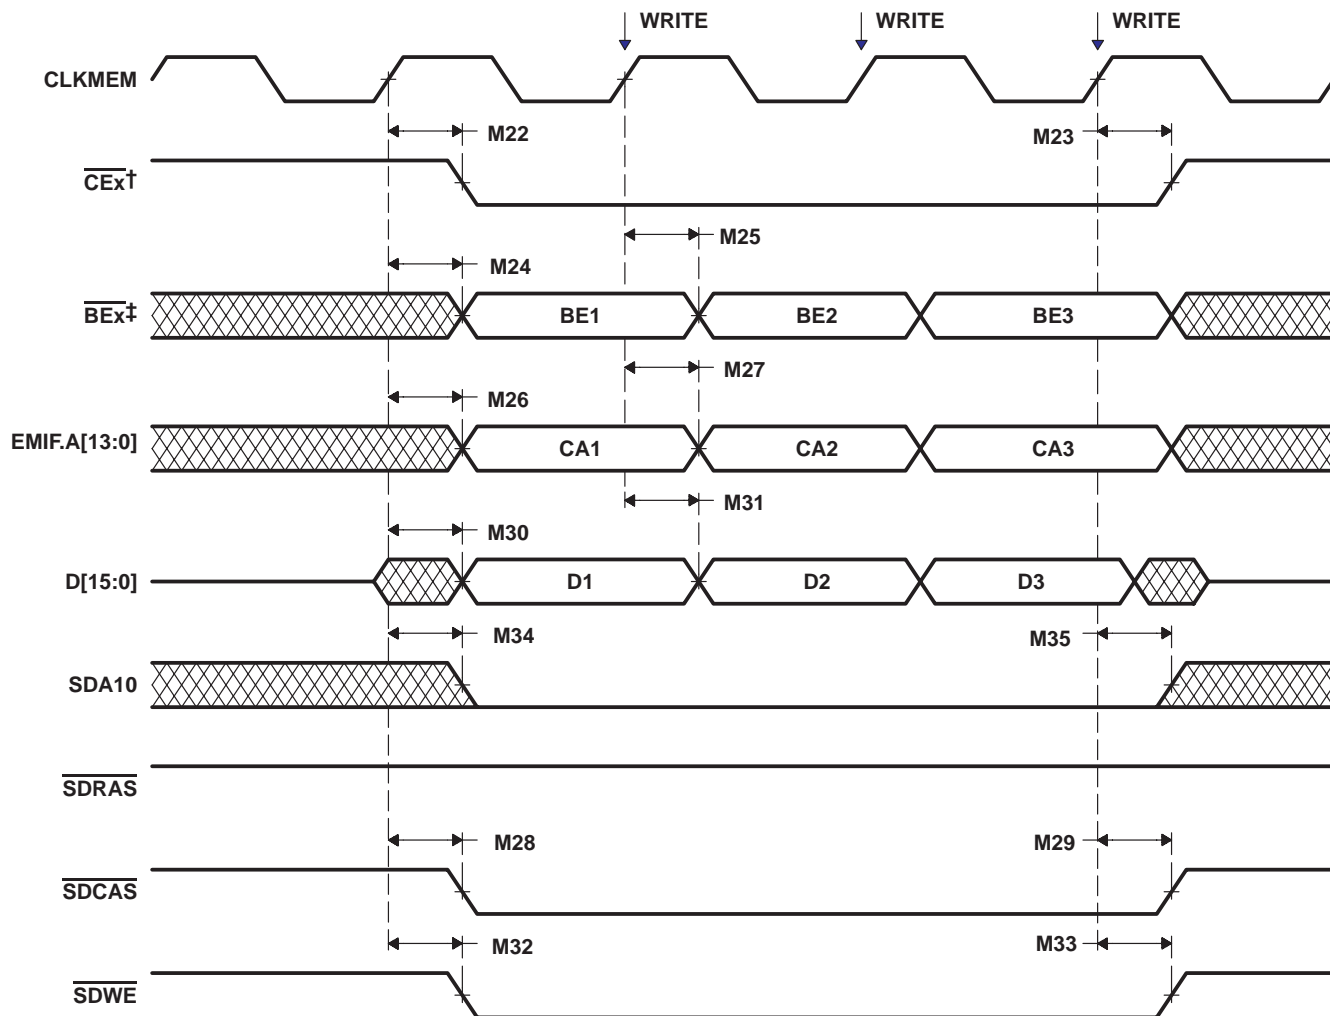 WRITE WRITE WRITE
CLKMEM
M22 M23
CEx†
M25
M24
BEx‡ BE1 BE2 BE3
M27
M26
EMIF.A[13:0] CA1 CA2 CA3
M31
M30
D[15:0] D1 D2 D3
M34 M35
SDA10
SDRAS
M28 M29
SDCAS
M32 M33
SDWE